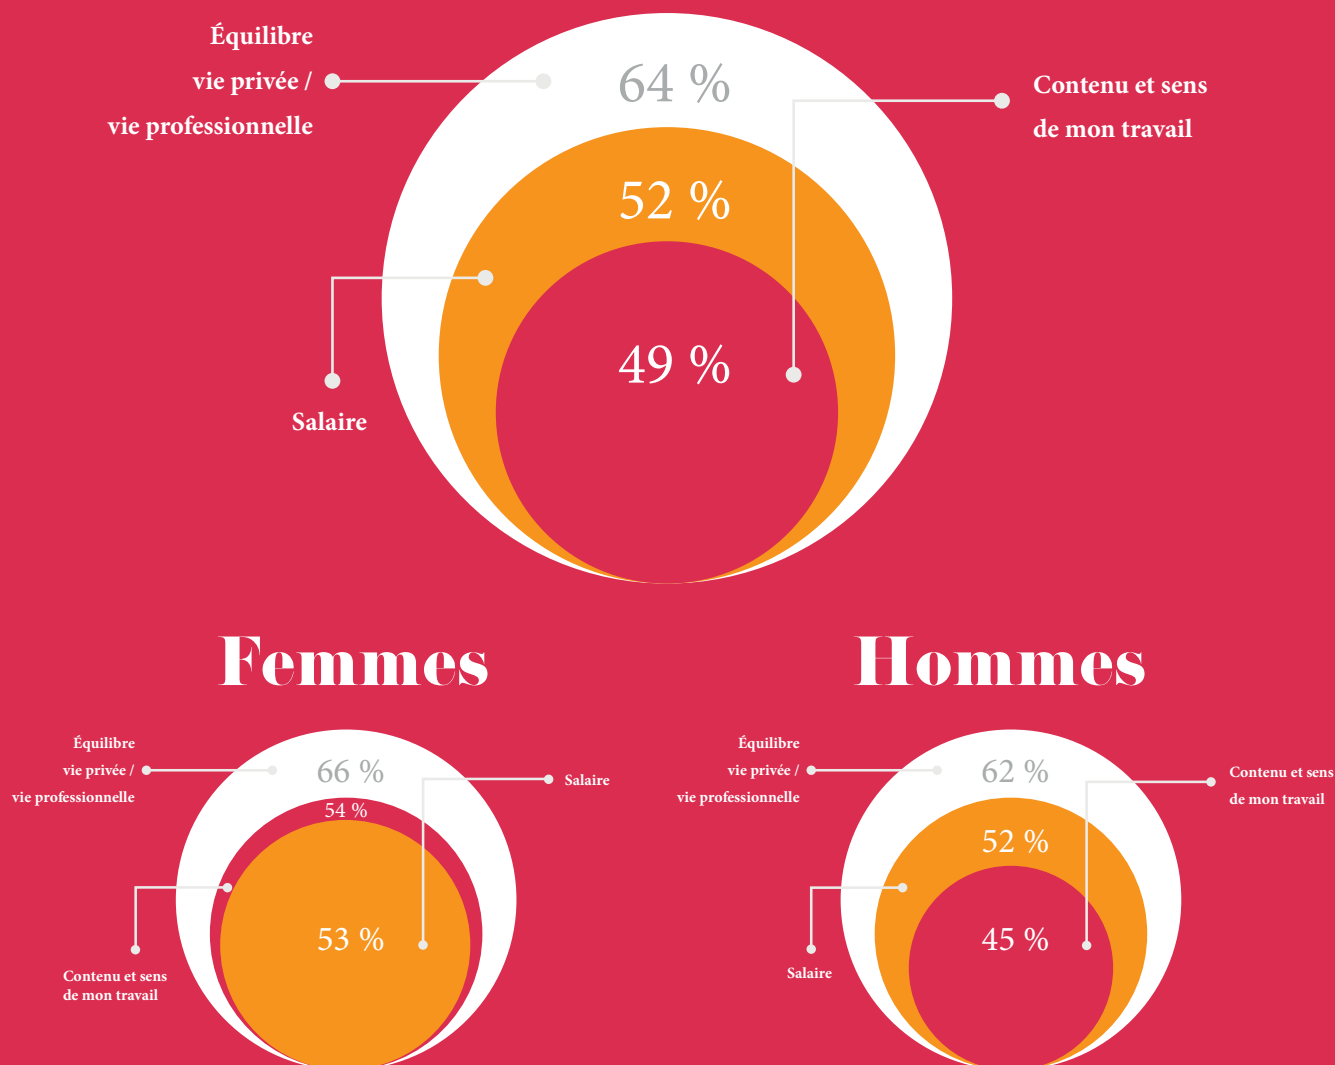 Équilibre
vie privée /
vie professionnelle
64 %
Contenu et sens
de mon travail
52 %
49 %
Salaire
Femmes
Hommes
Équilibre
vie privée /
vie professionnelle
66 %
Salaire
54 %
53 %
Contenu et sens
de mon travail
Équilibre
vie privée /
vie professionnelle
62 %
Contenu et sens
de mon travail
52 %
45 %
Salaire